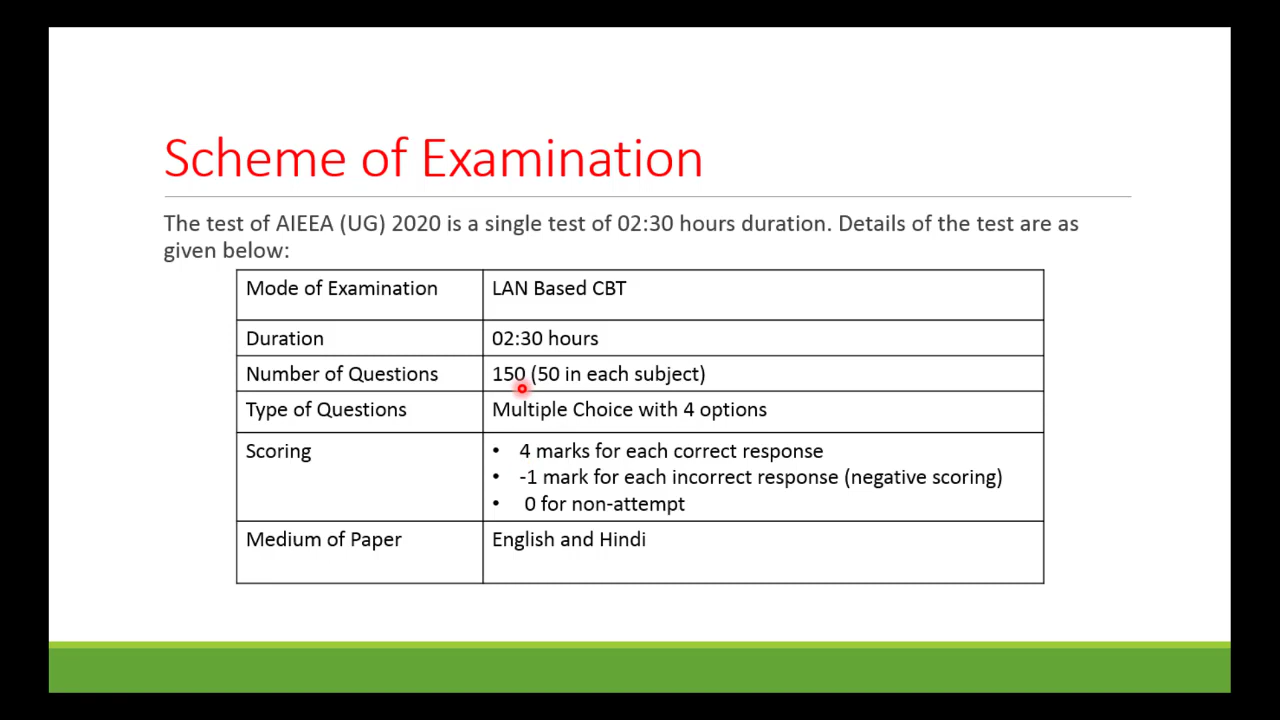 Scheme of Examination
The test of AIEEA (UG) 2020 is a single test of 02:30 hours duration. Details of the test are as
given below:
Mode of Examination LAN Based CBT
Duration 02:30 hours
Number of Questions 150 (50 in each subject)
Type of Questions Multiple Choice with 4 options
Scoring • 4 marks for each correct response
• -1 mark for each incorrect response (negative scoring)
• 0 for non-attempt
Medium of Paper English and Hindi